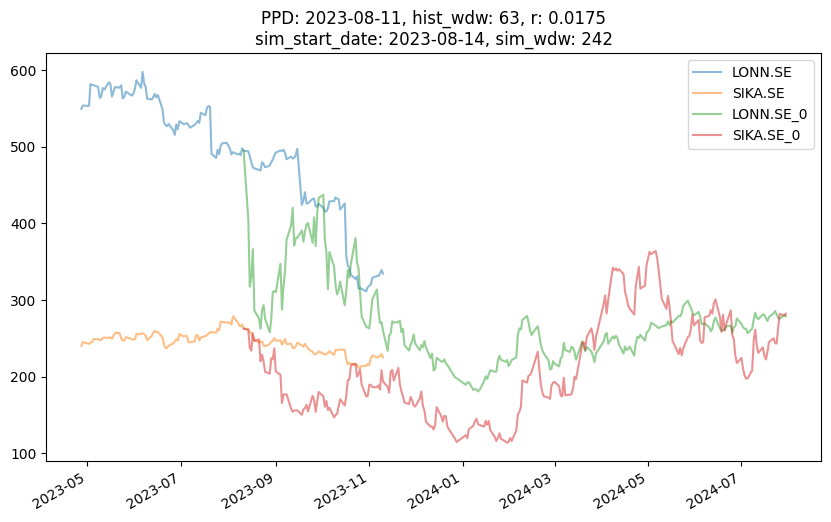 PPD: 2023-08-11, hist_wdw: 63, r: 0.0175
sim_start_date: 2023-08-14, sim_wdw: 242
LONN.SE
SIKA.SE
LONN.SE_0
SIKA.SE_0
600
500
400
300
200
100
2023-05
2023-07
2023-09
2023-11
2024-01
2024-03
2024-05
2024-07